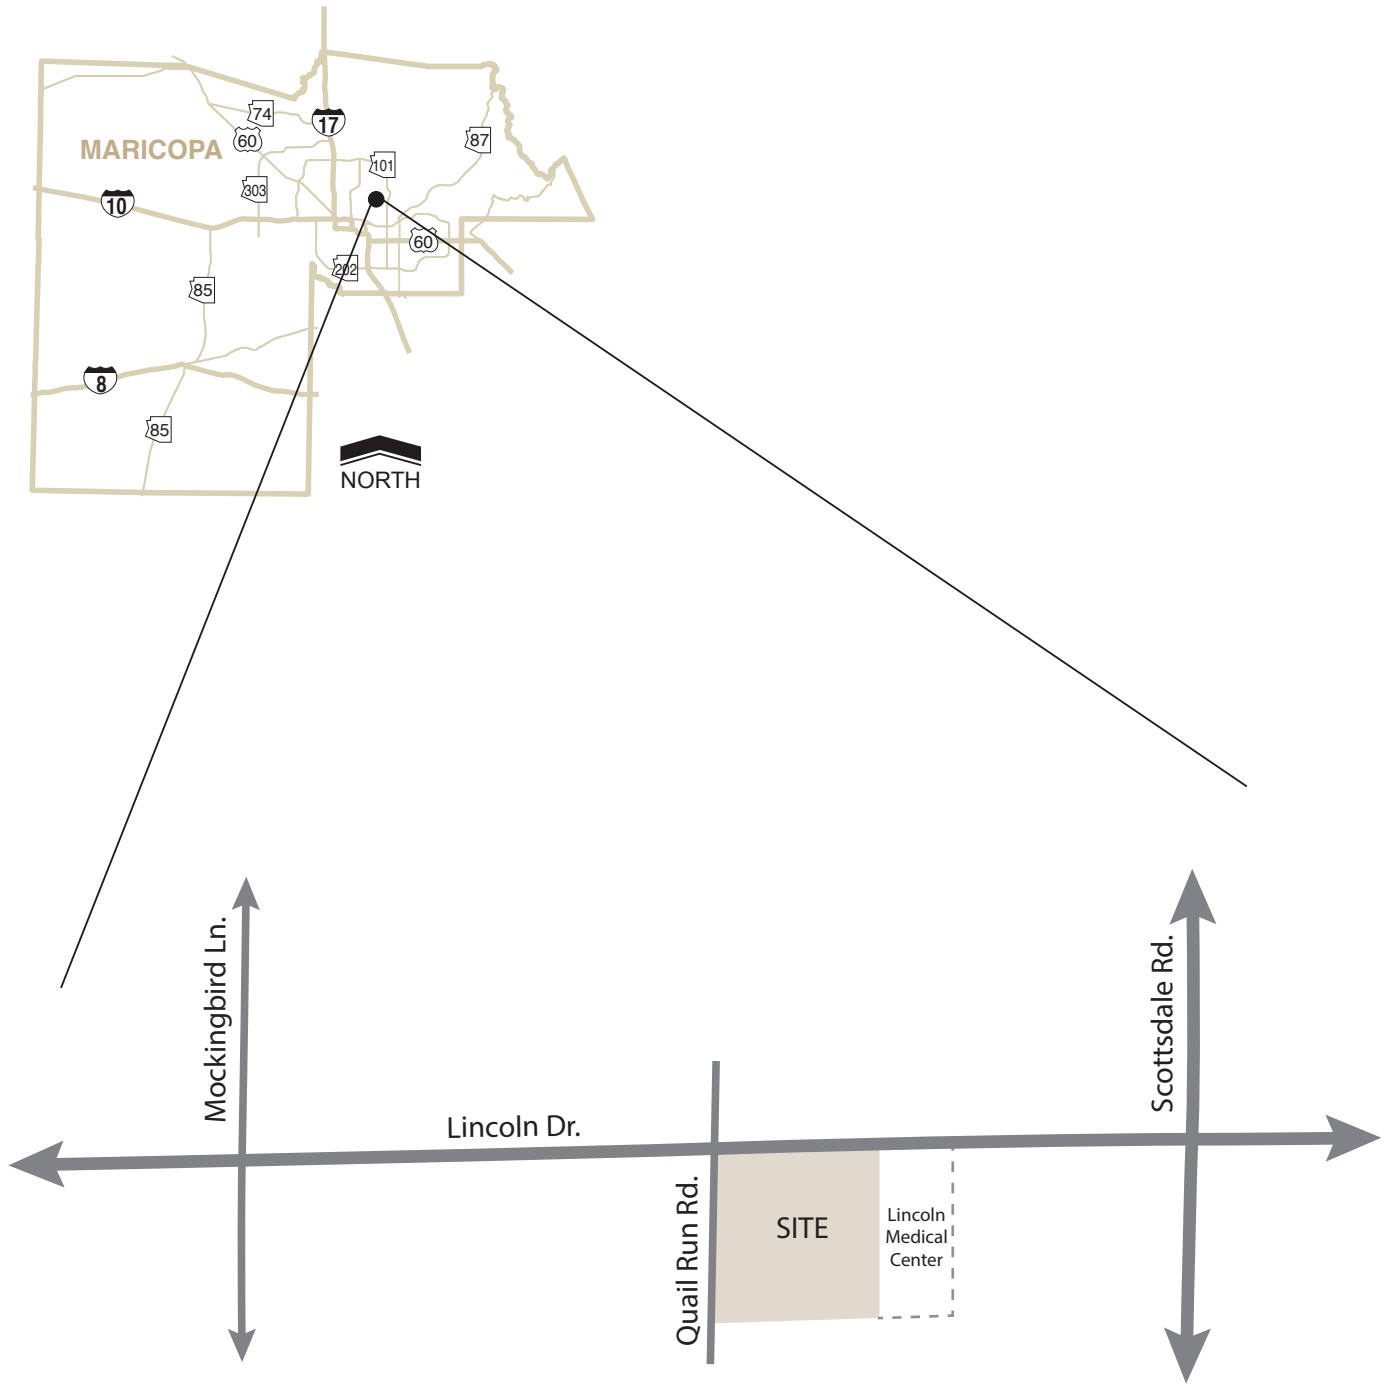 74
17
60
87
MARICOPA
101
303
10
60
202
85
8
85
NORTH
Mockingbird Ln.
Scottsdale Rd.
Lincoln Dr.
Quail Run Rd.
SITE
Lincoln
Medical
Center